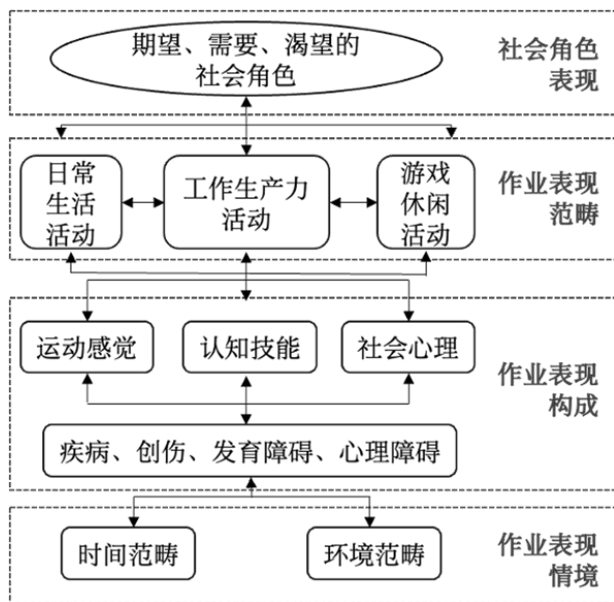 期望、需要、渴望的
社会角色
社会角色
表现
日常
生活
活动
工作生产力
活动
游戏
休闲
活动
作业表现
范畴
运动感觉
认知技能
社会心理
作业表现
构成
疾病、创伤、发育障碍、心理障碍
时间范畴
环境范畴
作业表现
情境